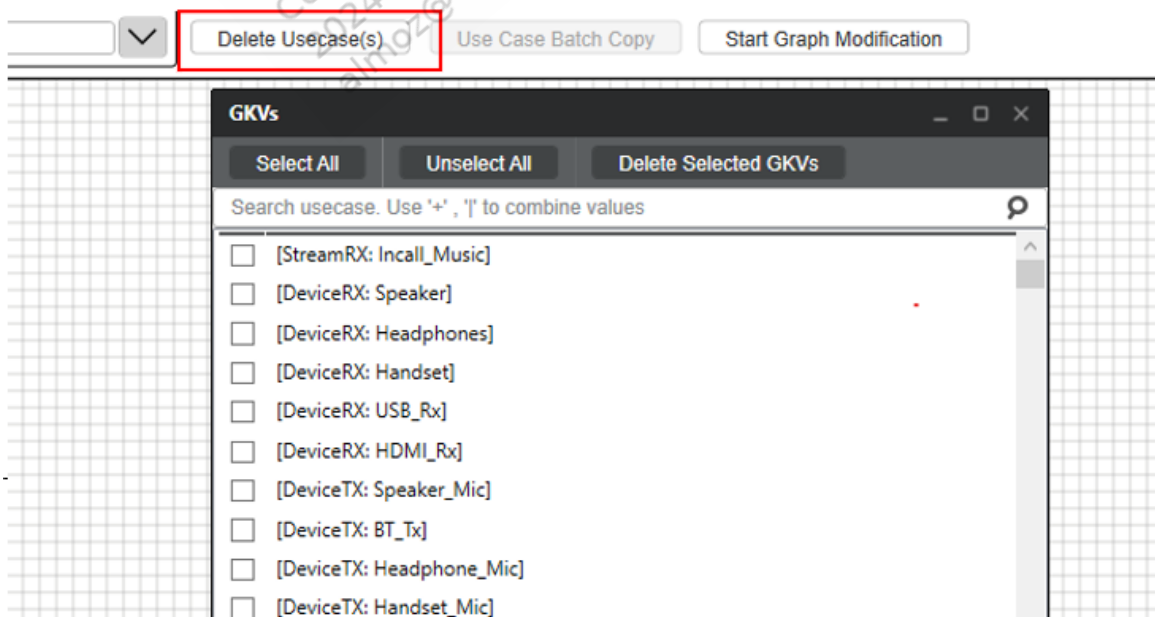 Delete Usecase(s)
Use Case Batch Copy
Start Graph Modification
2024
almoz@
GKVs
Select All
Unselect All
Delete Selected GKVs
Search usecase. Use '+' , '|' to combine values
[StreamRX: Incall_Music]
[DeviceRX: Speaker]
[DeviceRX: Headphones]
[DeviceRX: Handset]
[DeviceRX: USB_Rx]
[DeviceRX: HDMI_Rx]
[DeviceTX: Speaker_Mic]
[DeviceTX: BT_Tx]
[DeviceTX: Headphone_Mic]
[DeviceTX: Handset_Mic]